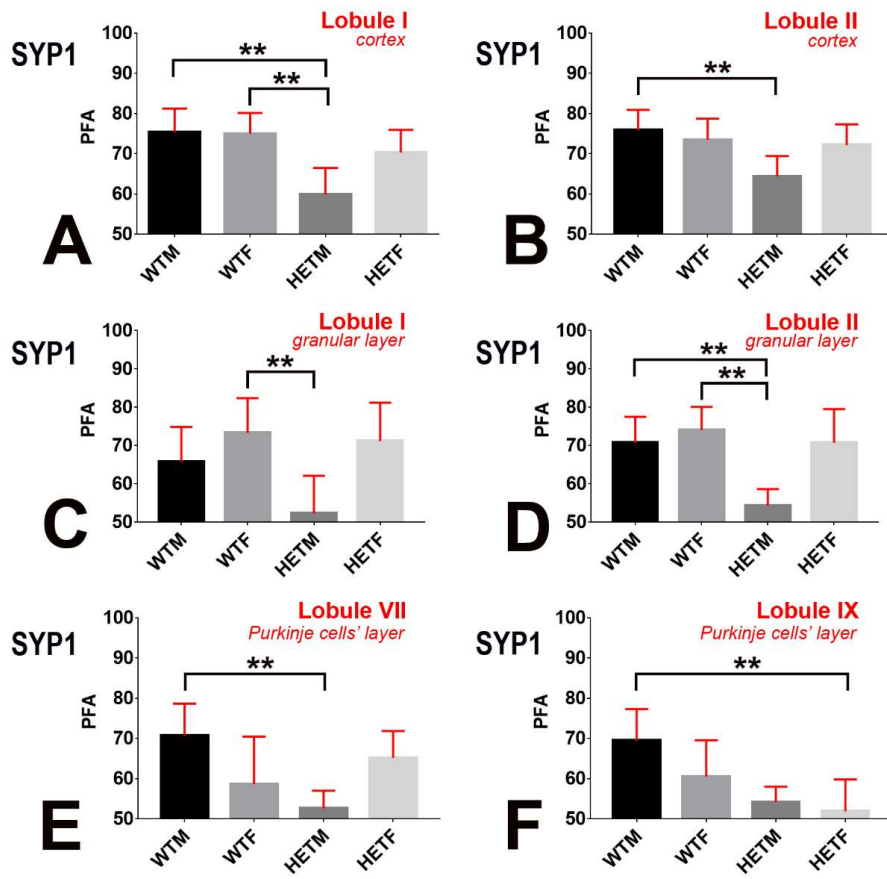 Lobule I
cortex
SYP1
PFA
100
90
80
70
60
50
**
**
WTM
WTF
HETM
HETF
A
Lobule II
cortex
SYP1
PFA
100
90
80
70
60
50
**
WTM
WTF
HETM
HETF
B
Lobule I
granular layer
SYP1
PFA
100
90
80
70
60
50
**
WTM
WTF
HETM
HETF
C
Lobule II
granular layer
SYP1
PFA
100
90
80
70
60
50
**
**
WTM
WTF
HETM
HETF
D
Lobule VII
Purkinje cells' layer
SYP1
PFA
100
90
80
70
60
50
**
WTM
WTF
HETM
HETF
E
Lobule IX
Purkinje cells' layer
SYP1
PFA
100
90
80
70
60
50
**
WTM
WTF
HETM
HETF
F